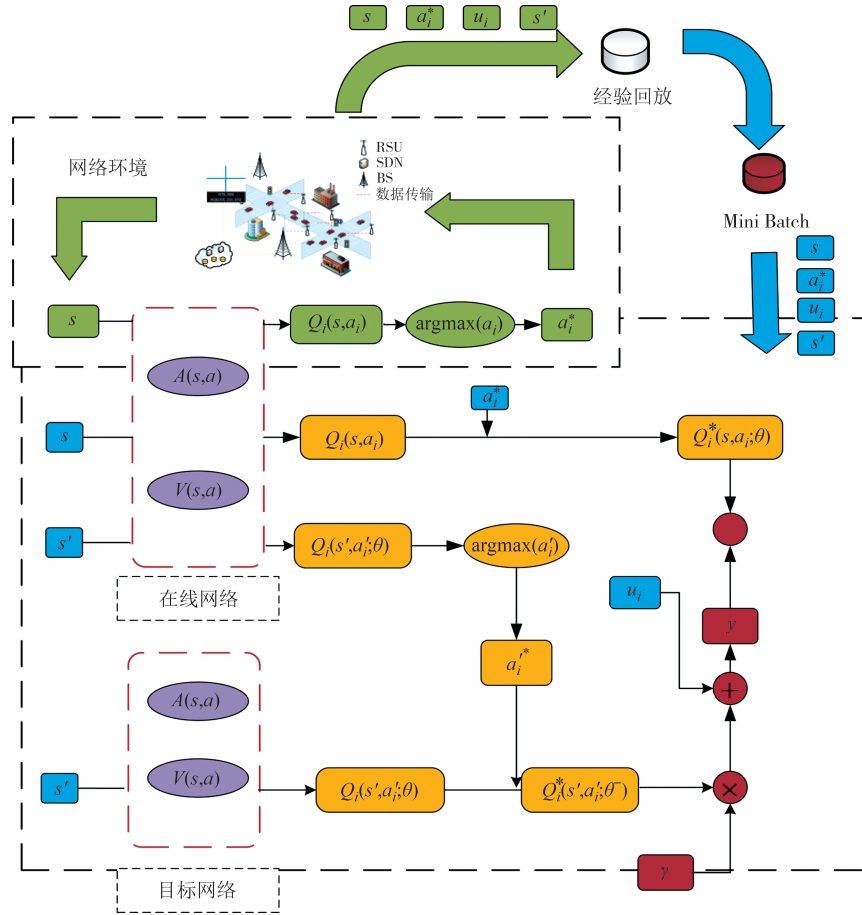 s
a_i^*
u_i
s′
经验回放
网络环境
RSU
SDN
BS
数据传输
Mini Batch
s
a_i^*
u_i
s′
s
Q_i(s,a_i)
argmax(a_i)
a_i^*
A(s,a)
a_i^*
s
Q_i(s,a_i)
Q_i^*(s,a_i;θ)
V(s,a)
s′
Q_i(s′,a_i′;θ)
argmax(a_i′)
在线网络
u_i
y
a_i′^*
A(s,a)
+
s′
V(s,a)
Q_i(s′,a_i′;θ)
Q_i^*(s′,a_i′;θ^-)
×
γ
目标网络